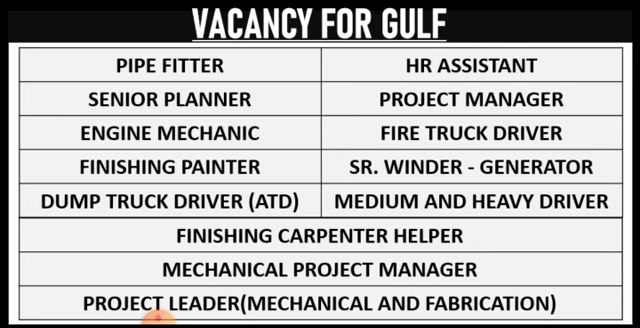 VACANCY FOR GULF
PIPE FITTER HR ASSISTANT
SENIOR PLANNER PROJECT MANAGER
ENGINE MECHANIC FIRE TRUCK DRIVER
FINISHING PAINTER SR. WINDER - GENERATOR
DUMP TRUCK DRIVER (ATD) MEDIUM AND HEAVY DRIVER
FINISHING CARPENTER HELPER
MECHANICAL PROJECT MANAGER
PROJECT LEADER(MECHANICAL AND FABRICATION)